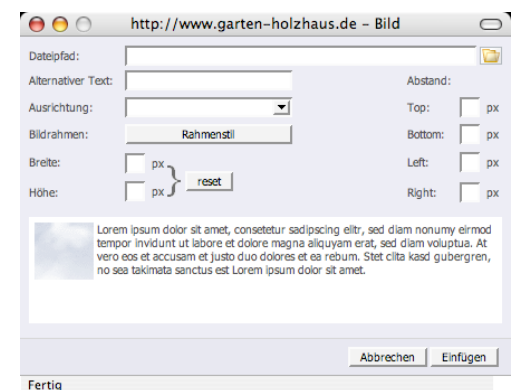 http://www.garten-holzhaus.de – Bild
Dateipfad:
Alternativer Text:
Abstand:
Ausrichtung:
Top: px
Bildrahmen: Rahmenstil
Bottom: px
Breite: px
Left: px
reset
Höhe: px
Right: px
Lorem ipsum dolor sit amet, consetetur sadipscing elitr, sed diam nonumy eirmod
tempor invidunt ut labore et dolore magna aliquyam erat, sed diam voluptua. At
vero eos et accusam et justo duo dolores et ea rebum. Stet clita kasd gubergren,
no sea takimata sanctus est Lorem ipsum dolor sit amet.
Abbrechen Einfügen
Fertig